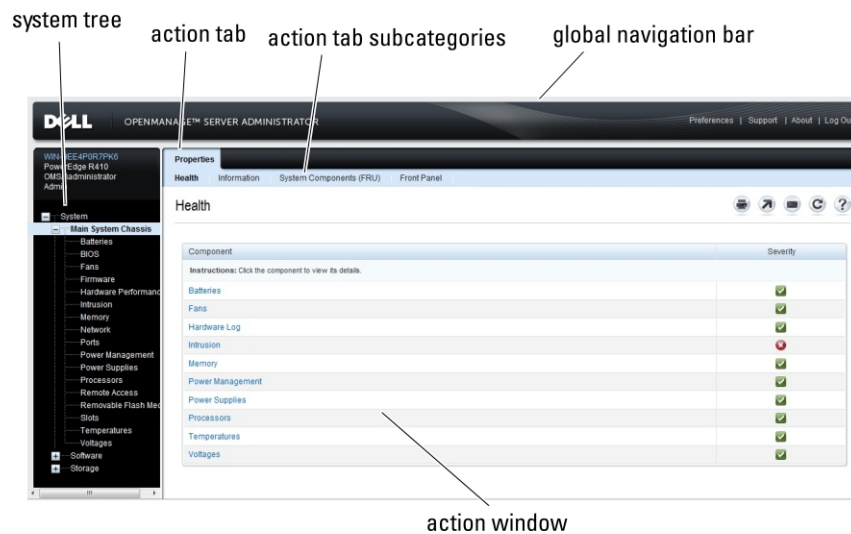 system tree
action tab
action tab subcategories
global navigation bar
DELL
OPENMANAGE™ SERVER ADMINISTRATOR
Preferences | Support | About | Log Ou
PowerEdge R410
Admin
Properties
Health
Information
System Components (FRU)
Front Panel
Health
System
Main System Chassis
Batteries
BIOS
Fans
Firmware
Hardware Performanc
Intrusion
Memory
Network
Ports
Power Management
Power Supplies
Processors
Remote Access
Removable Flash Med
Slots
Temperatures
Voltages
Software
Storage
Component
Severity
Instructions: Click the component to view its details.
Batteries
Fans
Hardware Log
Intrusion
Memory
Power Management
Power Supplies
Processors
Temperatures
Voltages
action window